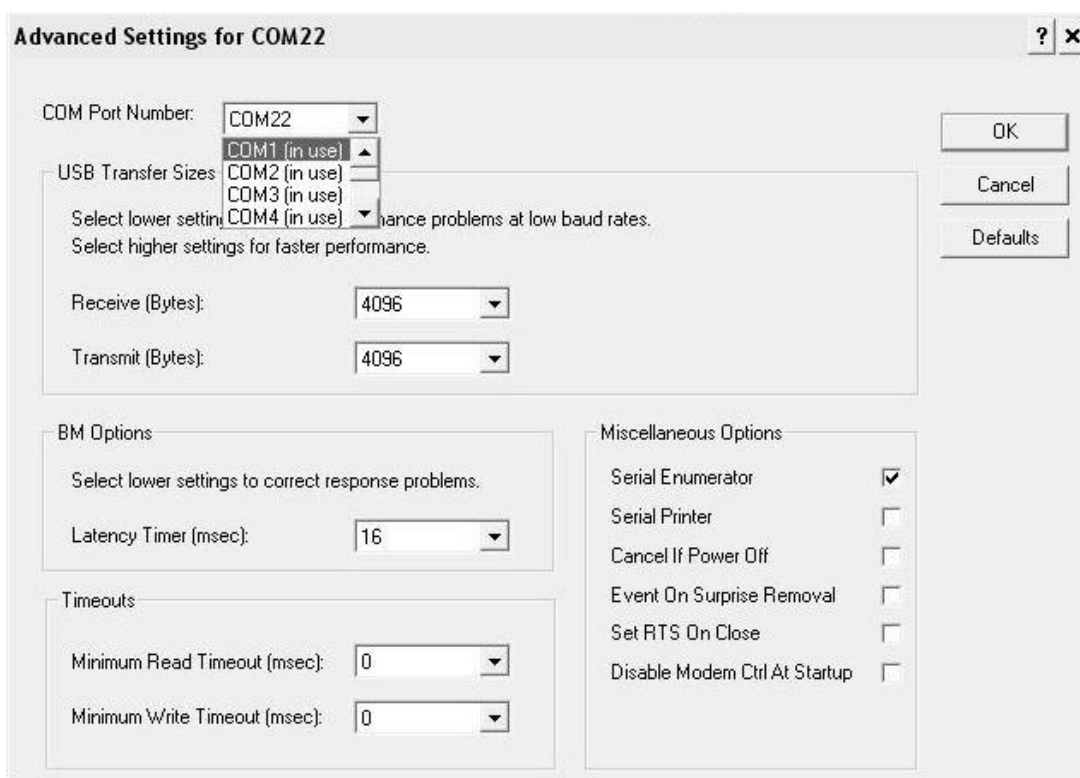 Advanced Settings for COM22
? ×
COM Port Number:
COM22
COM1 (in use)
COM2 (in use)
COM3 (in use)
COM4 (in use)
OK
Cancel
Defaults
USB Transfer Sizes
Select lower settin ance problems at low baud rates.
Select higher settings for faster performance.
Receive (Bytes): 4096
Transmit (Bytes): 4096
BM Options
Select lower settings to correct response problems.
Latency Timer (msec): 16
Timeouts
Minimum Read Timeout (msec): 0
Minimum Write Timeout (msec): 0
Miscellaneous Options
Serial Enumerator
Serial Printer
Cancel If Power Off
Event On Surprise Removal
Set RTS On Close
Disable Modem Ctrl At Startup